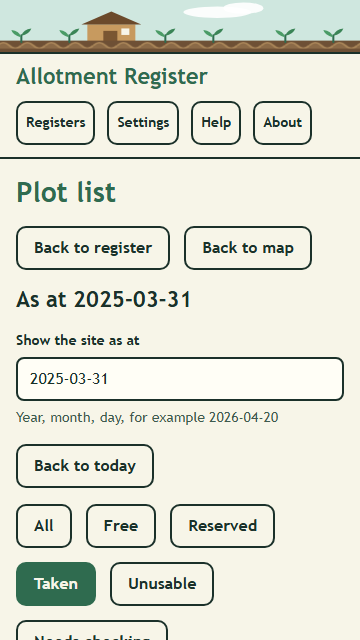 Allotment Register
Registers Settings Help About
Plot list
Back to register Back to map
As at 2025-03-31
Show the site as at
2025-03-31
Year, month, day, for example 2026-04-20
Back to today
All Free Reserved
Taken Unusable
Needs checking